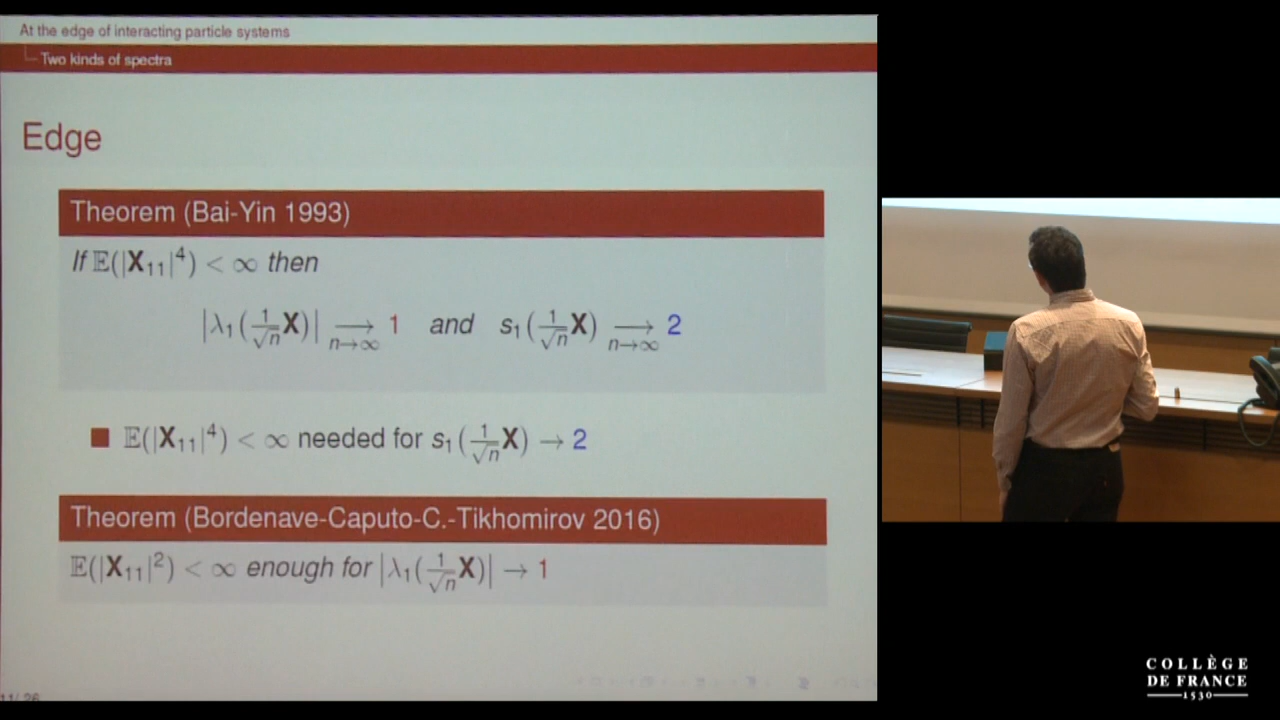 At the edge of interacting particle systems
Two kinds of spectra
Edge
Theorem (Bai-Yin 1993)
If 𝔼(|X₁₁|⁴) < ∞ then
|λ₁(1/√n X)| → n→∞ 1 and s₁(1/√n X) → n→∞ 2
𝔼(|X₁₁|⁴) < ∞ needed for s₁(1/√n X) → 2
Theorem (Bordenave-Caputo-C.-Tikhomirov 2016)
𝔼(|X₁₁|²) < ∞ enough for |λ₁(1/√n X)| → 1
11/26
COLLÈGE
DE FRANCE
1530